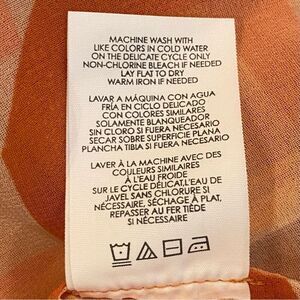 MACHINE WASH WITH
LIKE COLORS IN COLD WATER
ON THE DELICATE CYCLE ONLY
NON-CHLORINE BLEACH IF NEEDED
LAY FLAT TO DRY
WARM IRON IF NEEDED
LAVAR A MÁQUINA CON AGUA
FRÍA EN CICLO DELICADO
CON COLORES SIMILARES
SOLAMENTE BLANQUEADOR
SIN CLORO SI FUERA NECESARIO
SECAR SOBRE SUPERFICIE PLANA
PLANCHA TIBIA SI FUERA NECESARIO
LAVER À LA MACHINE AVEC DES
COULEURS SIMILAIRES
À L'EAU FROIDE
SUR LE CYCLE DÉLICAT,L'EAU DE
JAVEL SANS CHLORURE SI
NÉCESSAIRE, SÉCHAGE À PLAT,
REPASSER AU FER TIÈDE
SI NÉCESSAIRE